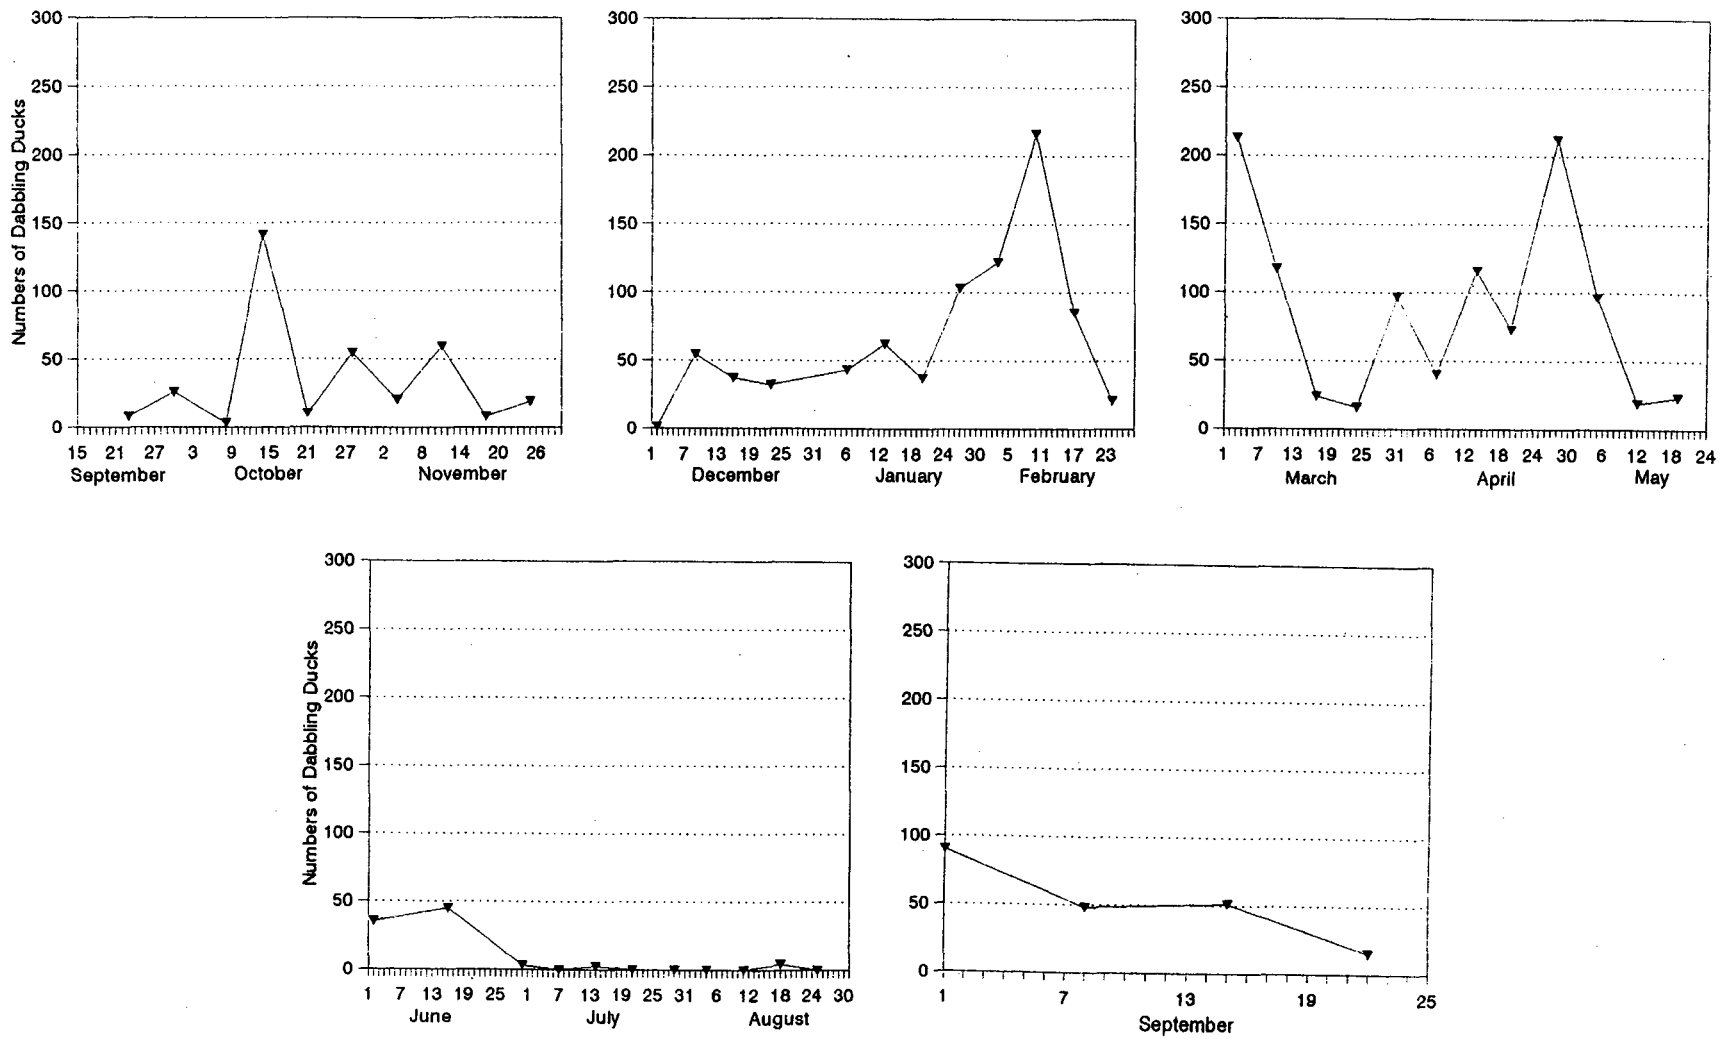 300
250
200
150
100
50
0
Numbers of Dabbling Ducks
15 21 27 3 9 15 21 27 2 8 14 20 26
September October November
300
250
200
150
100
50
0
1 7 13 19 25 31 6 12 18 24 30 5 11 17 23
December January February
300
250
200
150
100
50
0
1 7 13 19 25 31 6 12 18 24 30 6 12 18 24
March April May
300
250
200
150
100
50
0
Numbers of Dabbling Ducks
1 7 13 19 25 1 7 13 19 25 31 6 12 18 24 30
June July August
300
250
200
150
100
50
0
1 7 13 19 25
September